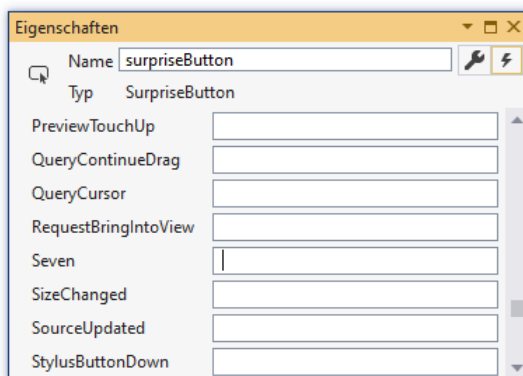 Eigenschaften
Name surpriseButton
Typ SurpriseButton
PreviewTouchUp
QueryContinueDrag
QueryCursor
RequestBringIntoView
Seven
SizeChanged
SourceUpdated
StylusButtonDown